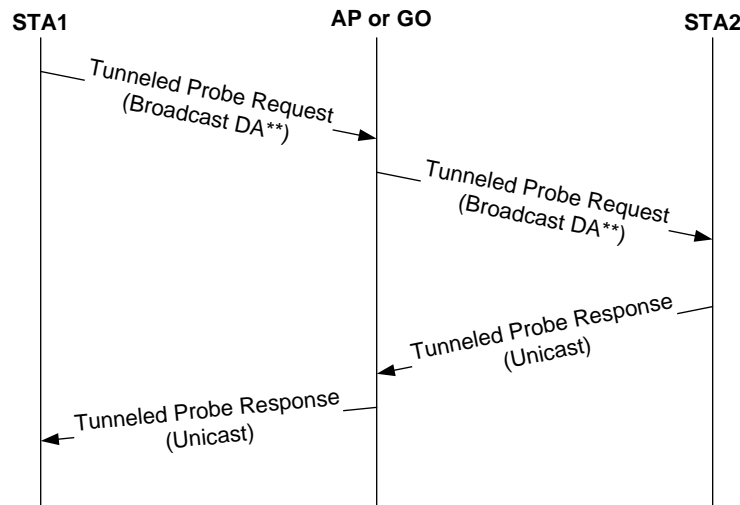 STA1
AP or GO
STA2
Tunneled Probe Request
(Broadcast DA**)
Tunneled Probe Request
(Broadcast DA**)
Tunneled Probe Response
(Unicast)
Tunneled Probe Response
(Unicast)